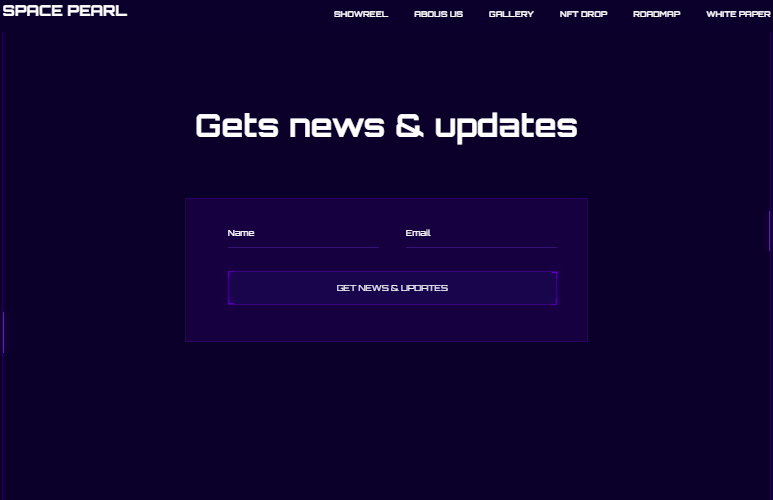 SPACE PEARL
SHOWREEL ABOUS US GALLERY NFT DROP ROADMAP WHITE PAPER
Gets news & updates
Name Email
GET NEWS & UPDATES